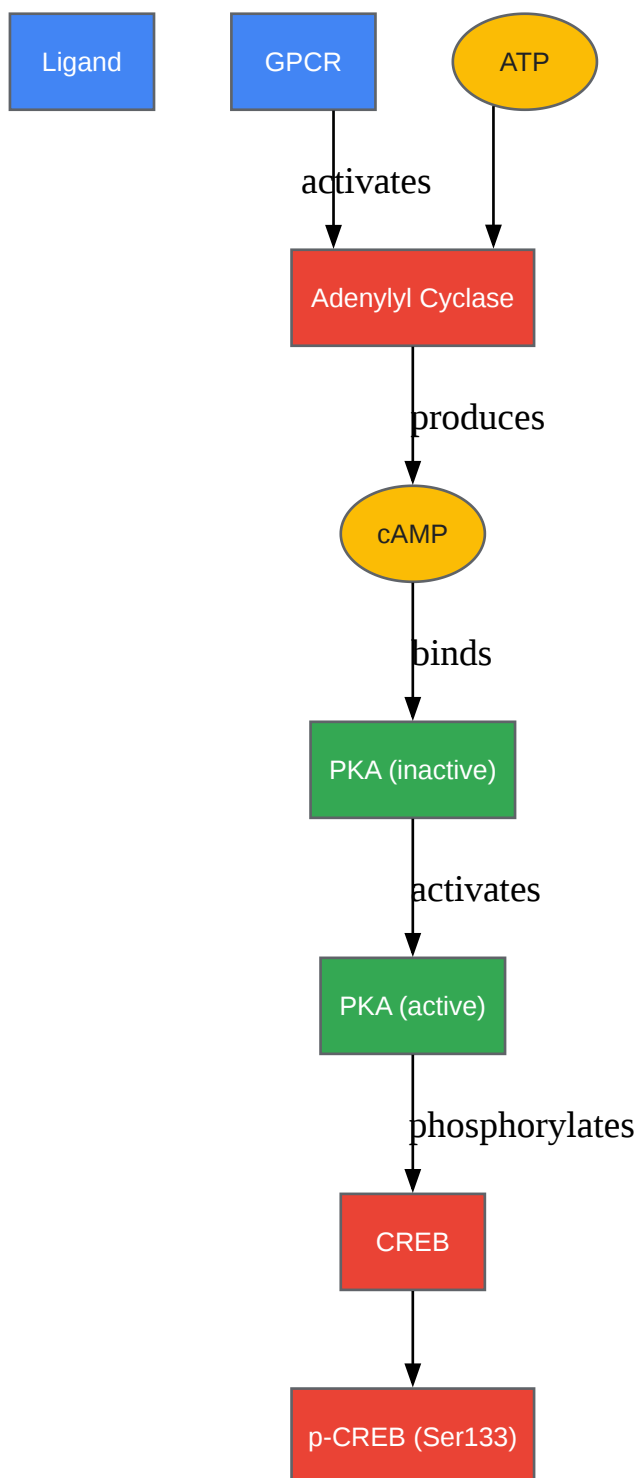 Ligand
GPCR
ATP
activates
Adenylyl Cyclase
produces
cAMP
binds
PKA (inactive)
activates
PKA (active)
phosphorylates
CREB
p-CREB (Ser133)